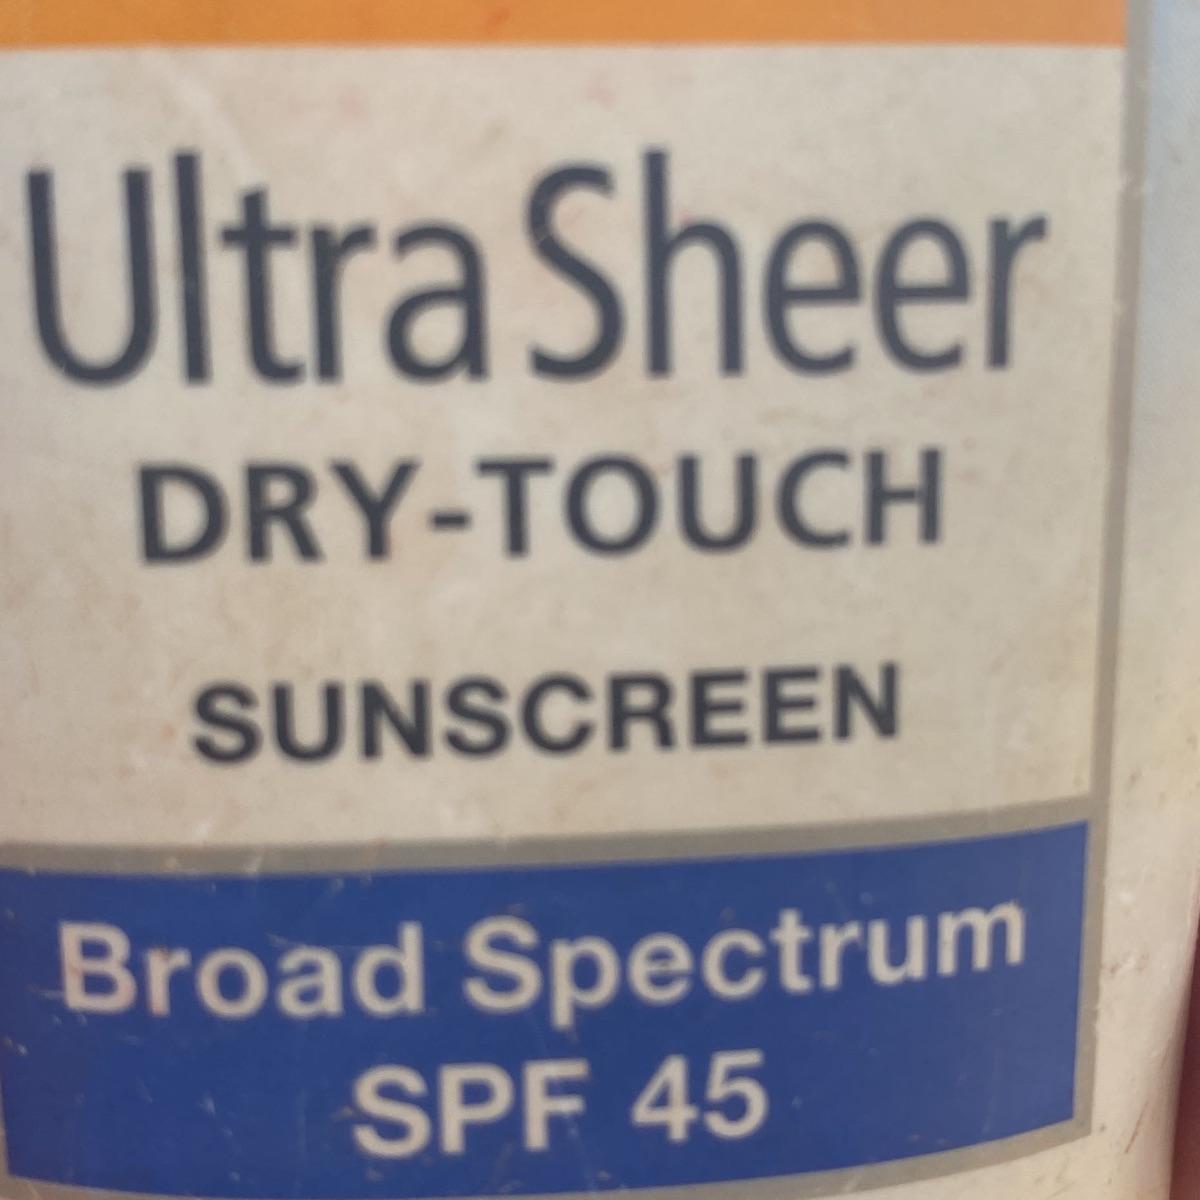 Ultra Sheer
DRY-TOUCH
SUNSCREEN
Broad Spectrum
SPF 45